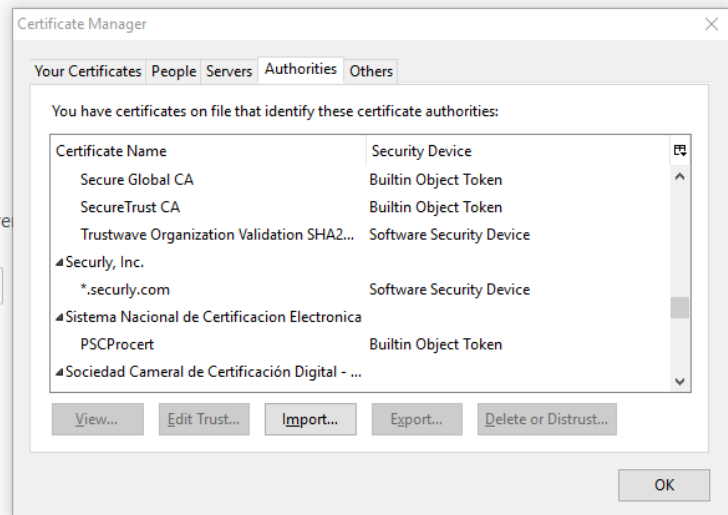 Certificate Manager
Your Certificates People Servers Authorities Others
You have certificates on file that identify these certificate authorities:
Certificate Name Security Device
Secure Global CA Builtin Object Token
SecureTrust CA Builtin Object Token
Trustwave Organization Validation SHA2... Software Security Device
Securly, Inc.
*.securly.com Software Security Device
Sistema Nacional de Certificacion Electronica
PSCProcert Builtin Object Token
Sociedad Cameral de Certificación Digital - ...
View... Edit Trust... Import... Export... Delete or Distrust...
OK